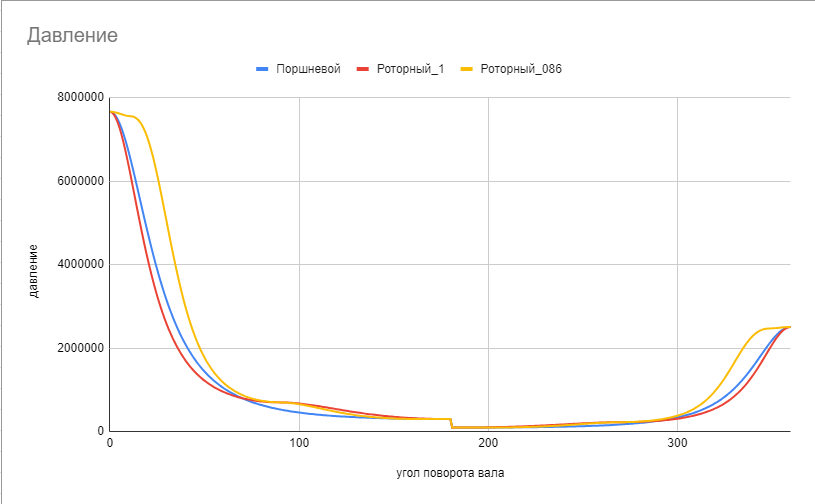 Давление
Поршневой Роторный_1 Роторный_086
8000000
6000000
4000000
2000000
0
давление
0 100 200 300
угол поворота вала